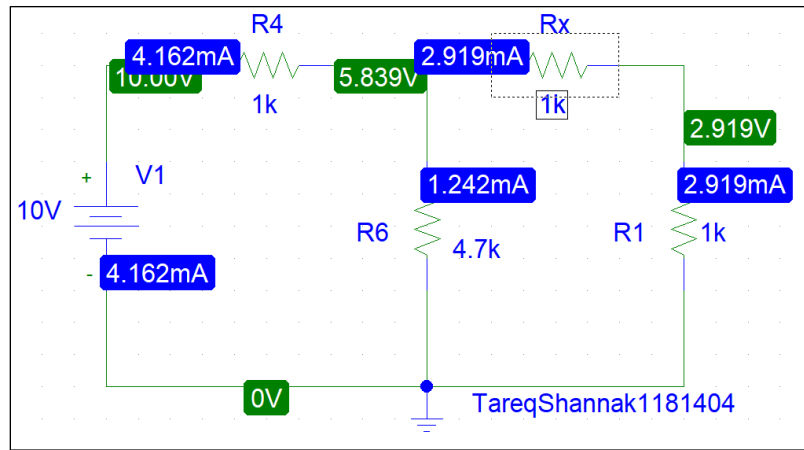 R4
Rx
4.162mA
2.919mA
10.00V
5.839V
1k
1k
2.919V
+
V1
1.242mA
2.919mA
10V
R6
4.7k
R1
1k
-
4.162mA
0V
TareqShannak1181404